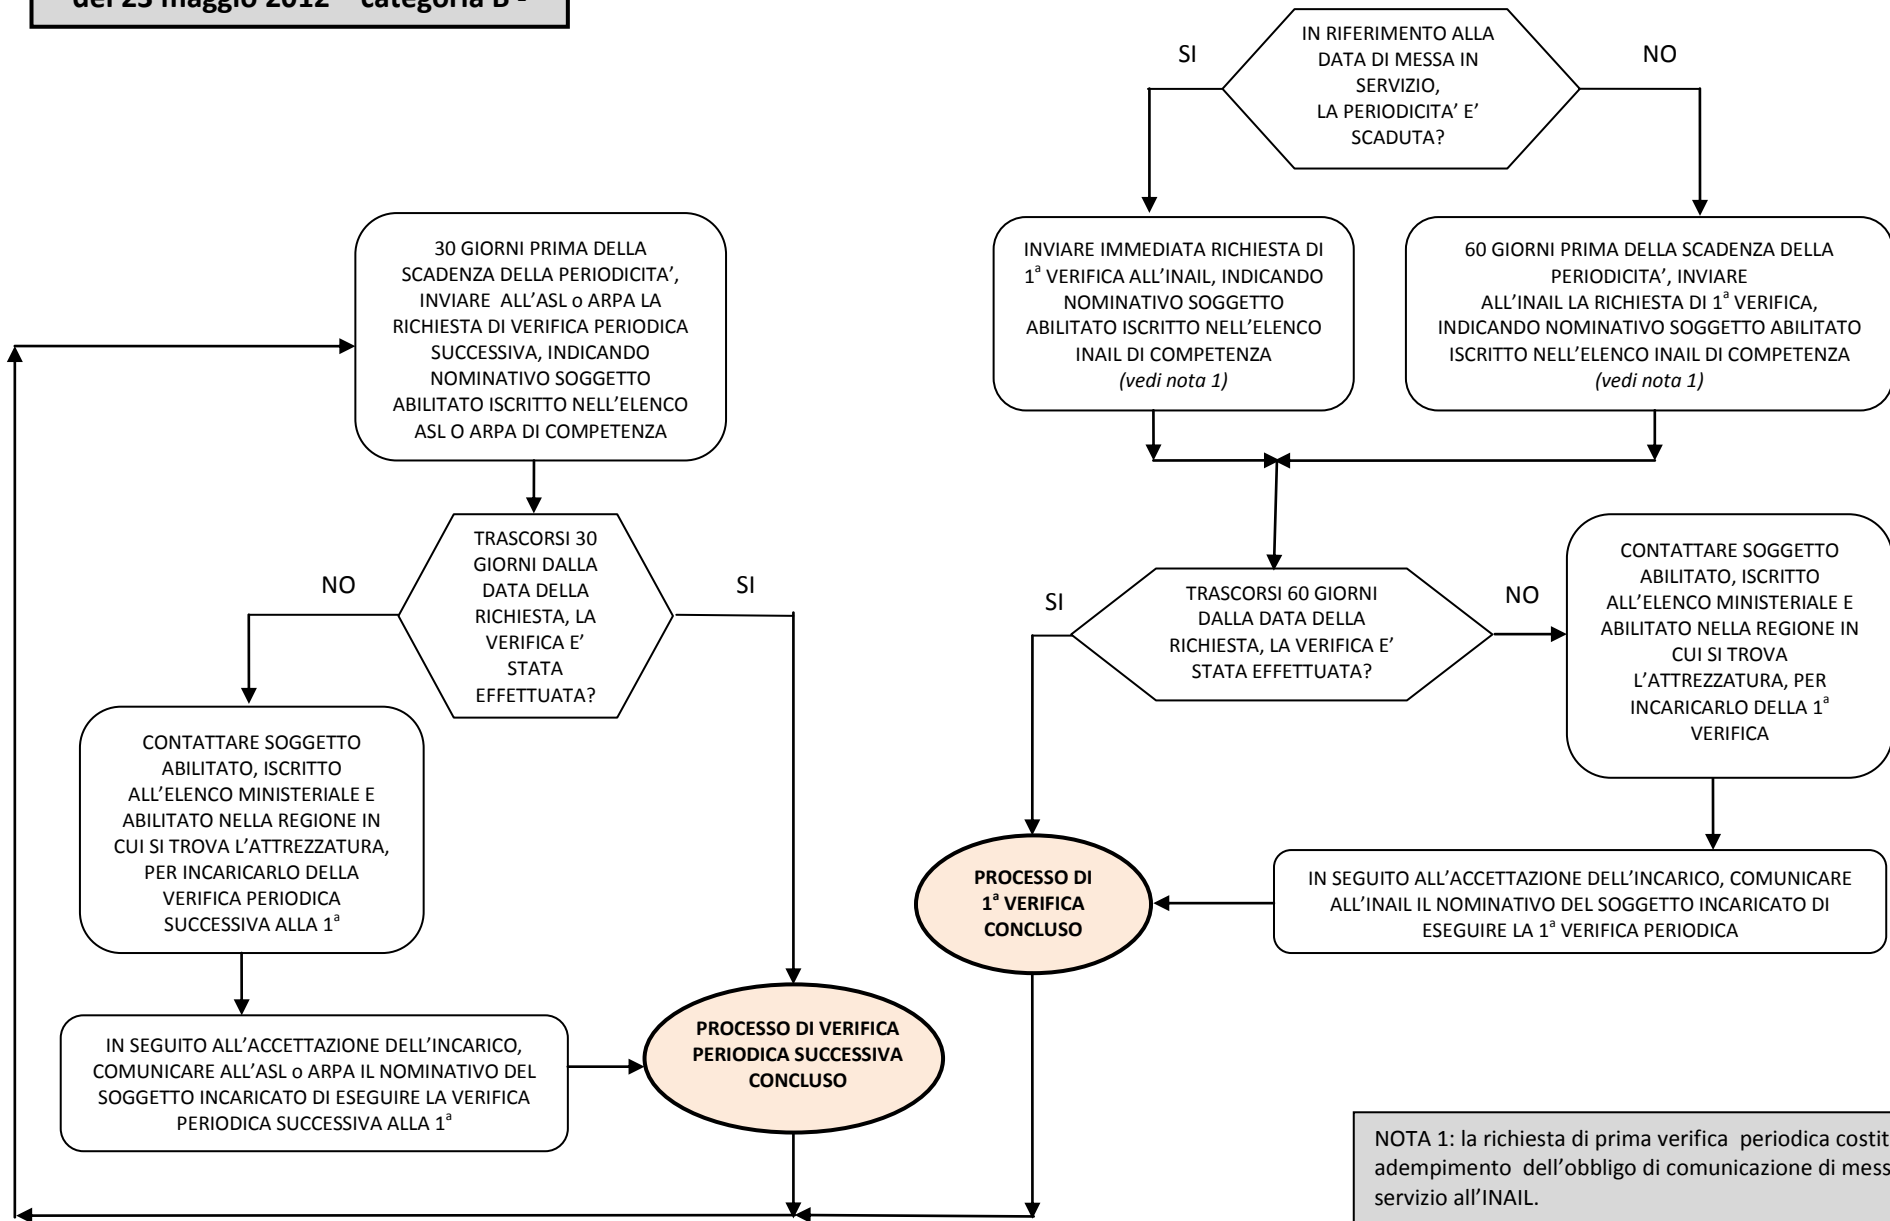 del 23 maggio 2012 – categoria B -
IN RIFERIMENTO ALLA
DATA DI MESSA IN
SERVIZIO,
LA PERIODICITA’ E’
SCADUTA?
SI
NO
INVIARE IMMEDIATA RICHIESTA DI
1ª VERIFICA ALL’INAIL, INDICANDO
NOMINATIVO SOGGETTO
ABILITATO ISCRITTO NELL’ELENCO
INAIL DI COMPETENZA
(vedi nota 1)
60 GIORNI PRIMA DELLA SCADENZA DELLA
PERIODICITA’, INVIARE
ALL’INAIL LA RICHIESTA DI 1ª VERIFICA,
INDICANDO NOMINATIVO SOGGETTO ABILITATO
ISCRITTO NELL’ELENCO INAIL DI COMPETENZA
(vedi nota 1)
30 GIORNI PRIMA DELLA
SCADENZA DELLA PERIODICITA’,
INVIARE ALL’ASL o ARPA LA
RICHIESTA DI VERIFICA PERIODICA
SUCCESSIVA, INDICANDO
NOMINATIVO SOGGETTO
ABILITATO ISCRITTO NELL’ELENCO
ASL O ARPA DI COMPETENZA
TRASCORSI 30
GIORNI DALLA
DATA DELLA
RICHIESTA, LA
VERIFICA E’
STATA
EFFETTUATA?
NO
SI
TRASCORSI 60 GIORNI
DALLA DATA DELLA
RICHIESTA, LA VERIFICA E’
STATA EFFETTUATA?
SI
NO
CONTATTARE SOGGETTO
ABILITATO, ISCRITTO
ALL’ELENCO MINISTERIALE E
ABILITATO NELLA REGIONE IN
CUI SI TROVA
L’ATTREZZATURA, PER
INCARICARLO DELLA 1ª
VERIFICA
CONTATTARE SOGGETTO
ABILITATO, ISCRITTO
ALL’ELENCO MINISTERIALE E
ABILITATO NELLA REGIONE IN
CUI SI TROVA L’ATTREZZATURA,
PER INCARICARLO DELLA
VERIFICA PERIODICA
SUCCESSIVA ALLA 1ª
PROCESSO DI
1ª VERIFICA
CONCLUSO
IN SEGUITO ALL’ACCETTAZIONE DELL’INCARICO, COMUNICARE
ALL’INAIL IL NOMINATIVO DEL SOGGETTO INCARICATO DI
ESEGUIRE LA 1ª VERIFICA PERIODICA
IN SEGUITO ALL’ACCETTAZIONE DELL’INCARICO,
COMUNICARE ALL’ASL o ARPA IL NOMINATIVO DEL
SOGGETTO INCARICATO DI ESEGUIRE LA VERIFICA
PERIODICA SUCCESSIVA ALLA 1ª
PROCESSO DI VERIFICA
PERIODICA SUCCESSIVA
CONCLUSO
NOTA 1: la richiesta di prima verifica periodica costit
adempimento dell’obbligo di comunicazione di mess
servizio all’INAIL.